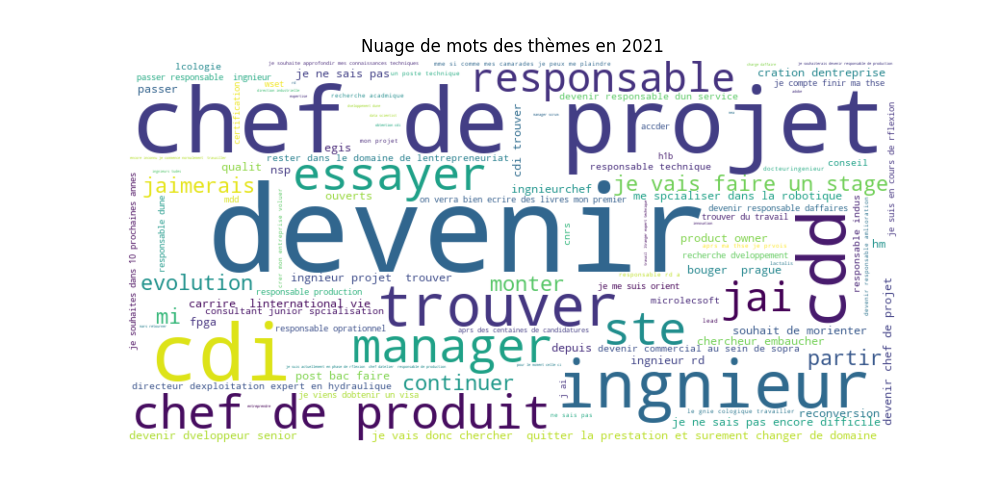 Nuage de mots des thèmes en 2021
je souhaite approfondir mes connaissances techniques
mme si comme mes camarades je peux me plaindre
lcologie
je ne sais pas
un poste technique
responsable
cration dentreprise
passer responsable ingnieur
je compte finir ma thse
passer
recherche acadmique
devenir responsable dun service
chef de projet
certification
mon projet
cdi trouver
accder
egis
h1b
conseil
rester dans le domaine de lentrepreneuriat
responsable technique
qualit
nsp
docteuringenieur
essayer
jaimerais
ingnieurchef
je vais faire un stage
ouverts
on verra bien ecrire des livres mon premier
me spcialiser dans la robotique
mdd
devenir
devenir responsable daffaires
trouver du travail
cdd
responsable indus
je suis en cours de rflexion
je souhaites dans 10 prochaines annes
responsable dune
cnrs
product owner
hm
recherche dveloppement
bouger prague
lactalis
evolution
ingnieur projet trouver
monter
responsable rd a
je me suis orient
responsable production
carrire linternational vie
trouver
jai
microlecsoft
consultant junior spcialisation
mi
fpga
lead
responsable oprationnel
aprs des centaines de candidatures
ste
souhait de morienter
cdi
manager
chercheur embaucher
depuis
devenir commercial au sein de sopra
ingnieur rd
partir
devenir chef de projet
post bac faire
continuer
j ai
ingnieur
directeur dexploitation expert en hydraulique
je viens dobtenir un visa
chef de produit
entreprendre
ne sais pas
le gnie cologique travailler
reconversion
je ne sais pas encore difficile
devenir dveloppeur senior
je vais donc chercher
quitter la prestation et surement changer de domaine